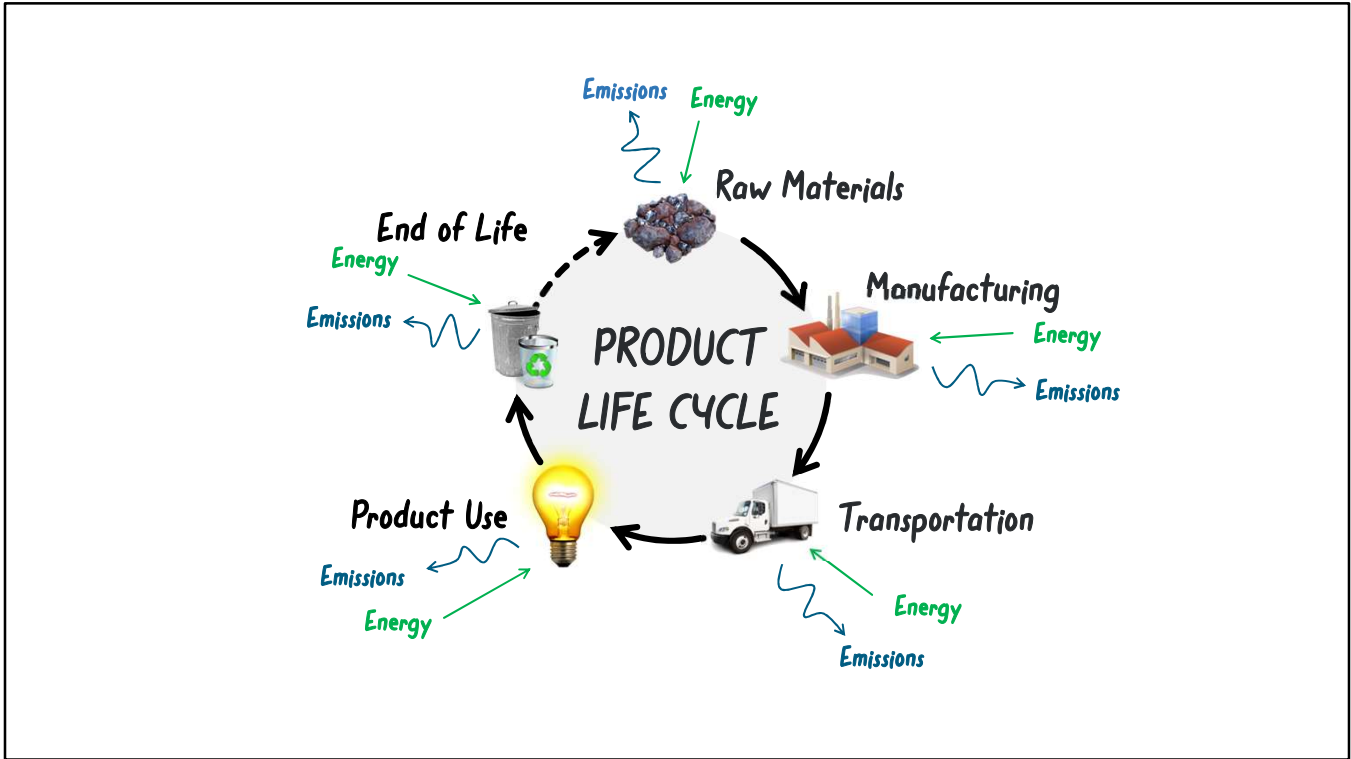 Emissions
Energy
Raw Materials
End of Life
Energy
Emissions
Manufacturing
Energy
Emissions
PRODUCT
LIFE CYCLE
Product Use
Emissions
Energy
Transportation
Energy
Emissions